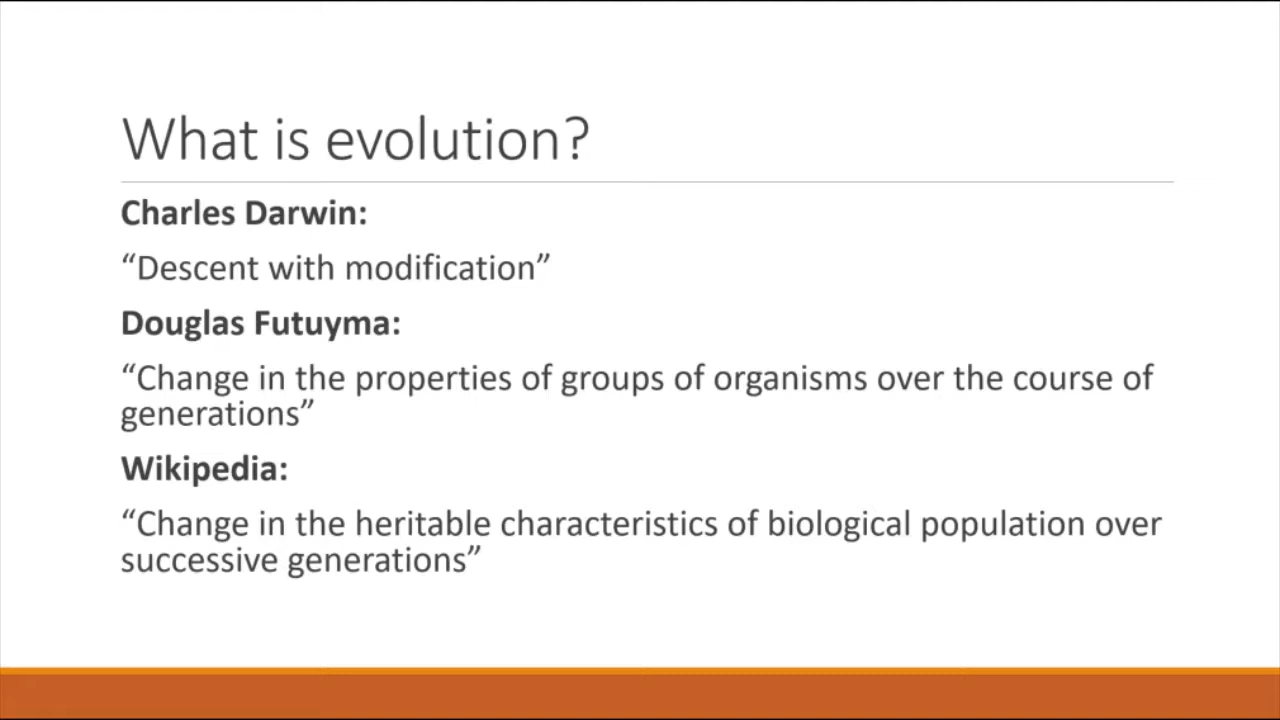 What is evolution?
Charles Darwin:
“Descent with modification”
Douglas Futuyma:
“Change in the properties of groups of organisms over the course of
generations”
Wikipedia:
“Change in the heritable characteristics of biological population over
successive generations”